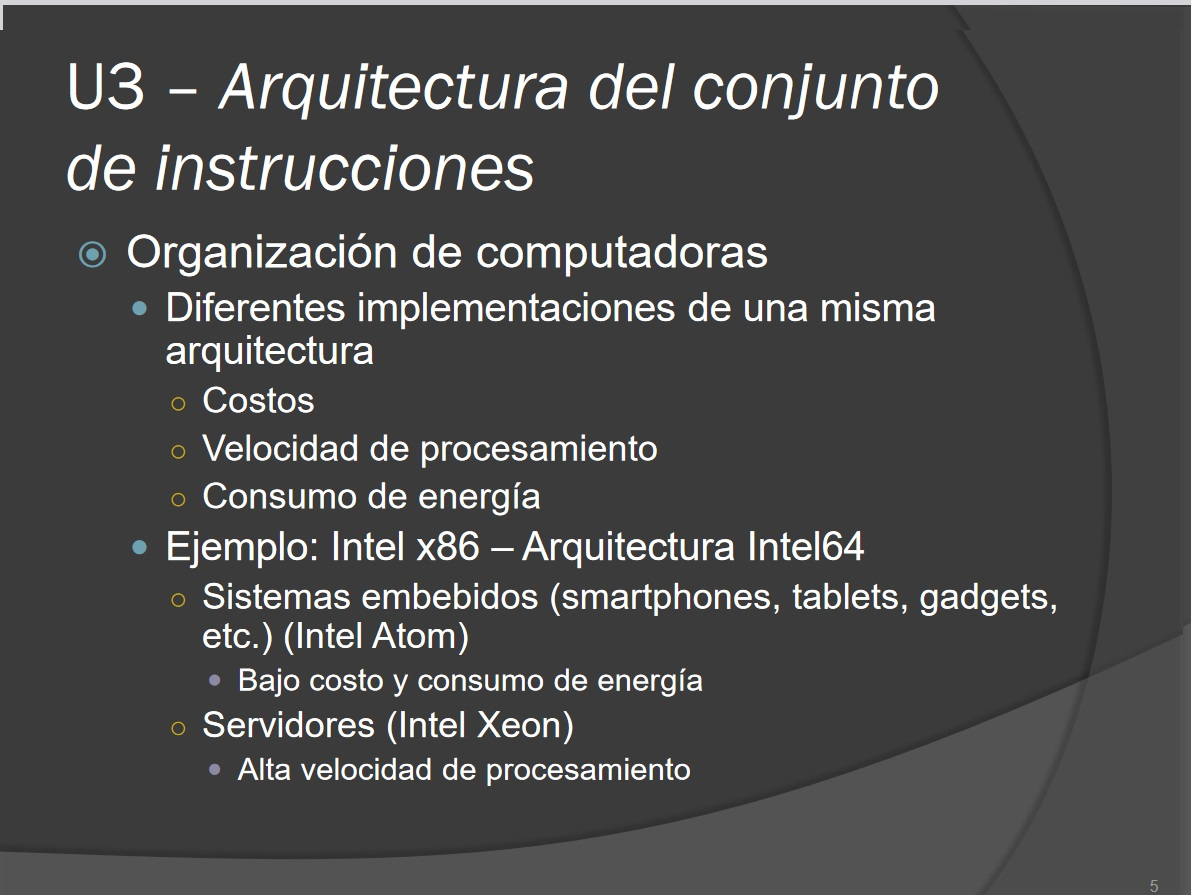 U3 – Arquitectura del conjunto
de instrucciones
Organización de computadoras
Diferentes implementaciones de una misma
arquitectura
Costos
Velocidad de procesamiento
Consumo de energía
Ejemplo: Intel x86 – Arquitectura Intel64
Sistemas embebidos (smartphones, tablets, gadgets,
etc.) (Intel Atom)
Bajo costo y consumo de energía
Servidores (Intel Xeon)
Alta velocidad de procesamiento
5